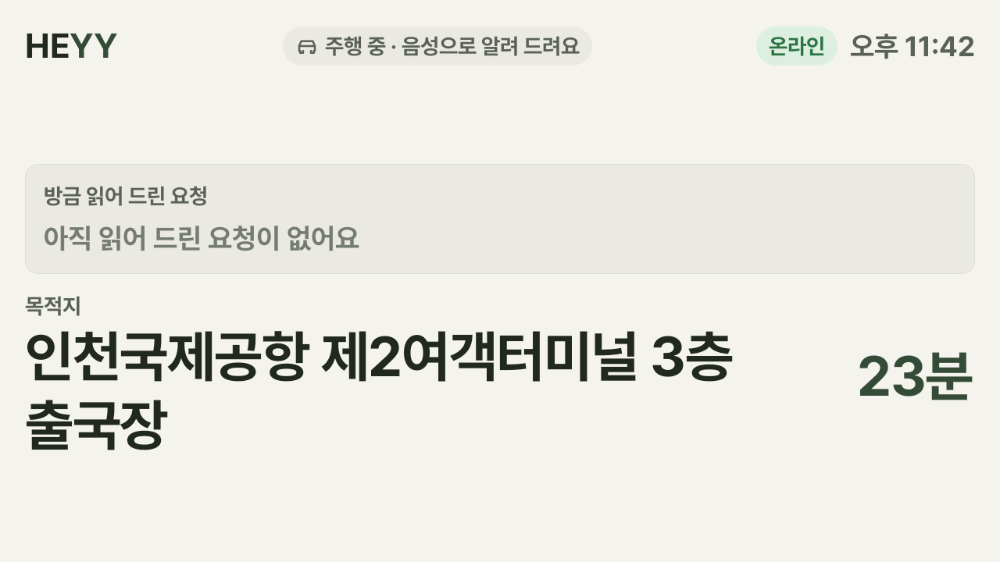 HEYY
주행 중 · 음성으로 알려 드려요
온라인
오후 11:42
방금 읽어 드린 요청
아직 읽어 드린 요청이 없어요
목적지
인천국제공항 제2여객터미널 3층
출국장
23분